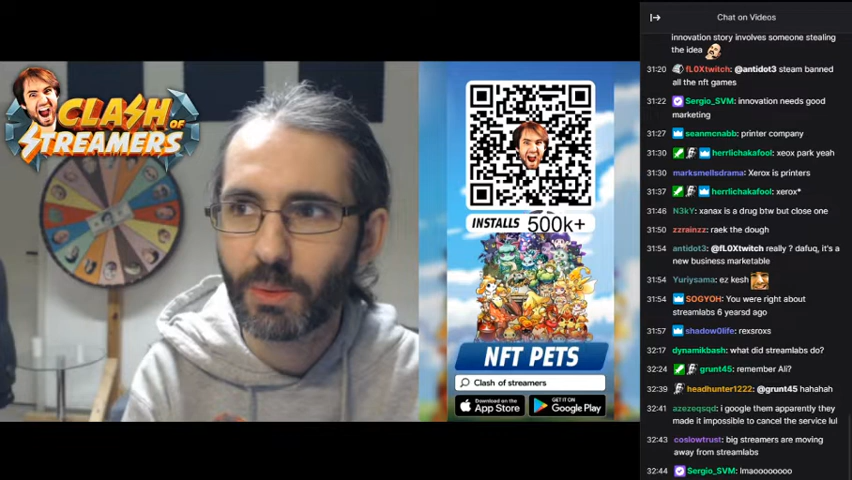 CLASH
OF
STREAMERS
INSTALLS 500k+
NFT PETS
Clash of streamers
Download on the
App Store
GET IT ON
Google Play
Chat on Videos
innovation story involves someone stealing
the idea
31:20 fL0Xtwitch: @antidot3 steam banned
all the nft games
31:22 Sergio_SVM: innovation needs good
marketing
31:27 seanmcnabb: printer company
31:30 herrlichakafool: xeox park yeah
31:30 marksmellsdrama: Xerox is printers
31:37 herrlichakafool: xerox*
31:46 N3kY: xanax is a drug btw but close one
31:50 zzrainzz: raek the dough
31:54 antidot3: @fL0Xtwitch really ? dafuq, it's a
new business marketable
31:54 Yuriysama: ez kesh
31:54 SOGYOH: You were right about
streamlabs 6 yearsd ago
31:57 shadow0life: rexsroxs
32:17 dynamikbash: what did streamlabs do?
32:24 grunt45: remember Ali?
32:39 headhunter1222: @grunt45 hahahah
32:41 azezeqsqd: i google them apparently they
made it impossible to cancel the service lul
32:43 coslowtrust: big streamers are moving
away from streamlabs
32:44 Sergio_SVM: lmaoooooooo